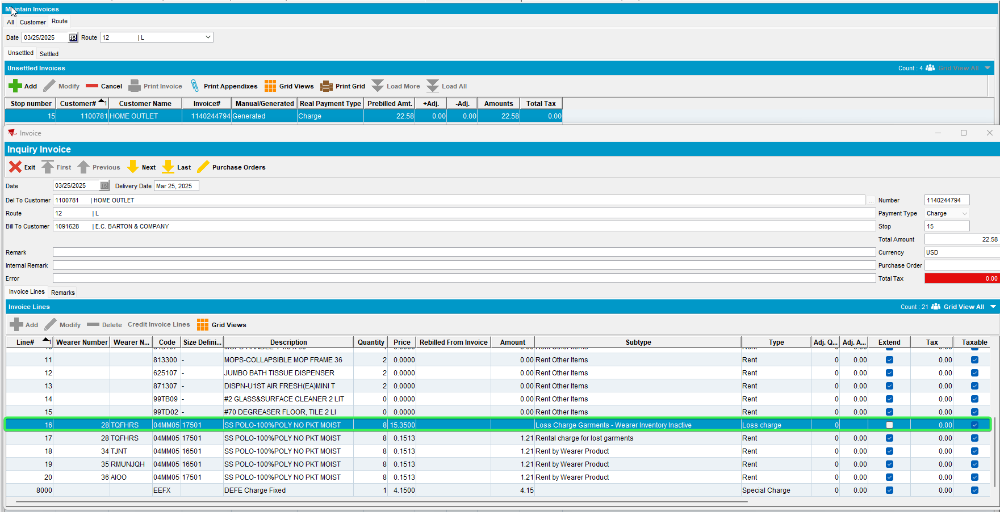 Maintain Invoices
All Customer Route
Date 03/25/2025 16 Route 12 | L
Unsettled Settled
Unsettled Invoices Count : 4 Grid View All
Add Modify Cancel Print Invoice Print Appendixes Grid Views Print Grid Load More Load All
Stop number Customer# 1 Customer Name Invoice# Manual/Generated Real Payment Type Prebilled Amt. +Adj. -Adj. Amounts Total Tax
15 1100781 HOME OUTLET 1140244794 Generated Charge 22.58 0.00 0.00 22.58 0.00
Invoice
Inquiry Invoice
Exit First Previous Next Last Purchase Orders
Date 03/25/2025 16 Delivery Date Mar 25, 2025
Del To Customer 1100781 | HOME OUTLET ... Number 1140244794
Route 12 | L Payment Type Charge
Bill To Customer 1091628 | E.C. BARTON & COMPANY Stop 15
Total Amount 22.58
Remark Currency USD
Internal Remark Purchase Order
Error Total Tax 0.00
Invoice Lines Remarks
Invoice Lines Count : 21 Grid View All
Add Modify Delete Credit Invoice Lines Grid Views
Line# 1 Wearer Number Wearer N... Code Size Defini... Description Quantity Price Rebilled From Invoice Amount Subtype Type Adj. Q... Adj. A... Extend Tax Taxable
11 813300 - MOPS-COLLAPSIBLE MOP FRAME 36 2 0.0000 0.00 Rent Other Items Rent 0 0.00 0.00
12 625107 - JUMBO BATH TISSUE DISPENSER 2 0.0000 0.00 Rent Other Items Rent 0 0.00 0.00
13 871307 - DISPN-U1ST AIR FRESH(EA)MINI T 2 0.0000 0.00 Rent Other Items Rent 0 0.00 0.00
14 99TB09 - #2 GLASS&SURFACE CLEANER 2 LIT 0 0.0000 0.00 Rent Other Items Rent 0 0.00 0.00
15 99TD02 - #70 DEGREASER FLOOR, TILE 2 LI 0 0.0000 0.00 Rent Other Items Rent 0 0.00 0.00
16 28 TQFHRS 04MM05 17501 SS POLO-100%POLY NO PKT MOIST 8 15.3500 Loss Charge Garments - Wearer Inventory Inactive Loss charge 0 0.00
17 28 TQFHRS 04MM05 17501 SS POLO-100%POLY NO PKT MOIST 8 0.1513 1.21 Rental charge for lost garments Rent 0 0.00 0.00
18 34 TJNT 04MM05 16501 SS POLO-100%POLY NO PKT MOIST 8 0.1513 1.21 Rent by Wearer Product Rent 0 0.00 0.00
19 35 RMUNJQH 04MM05 16501 SS POLO-100%POLY NO PKT MOIST 8 0.1513 1.21 Rent by Wearer Product Rent 0 0.00 0.00
20 36 AIOO 04MM05 17501 SS POLO-100%POLY NO PKT MOIST 8 0.1513 1.21 Rent by Wearer Product Rent 0 0.00 0.00
8000 EEFX DEFE Charge Fixed 1 4.1500 4.15 Special Charge 0 0.00 0.00